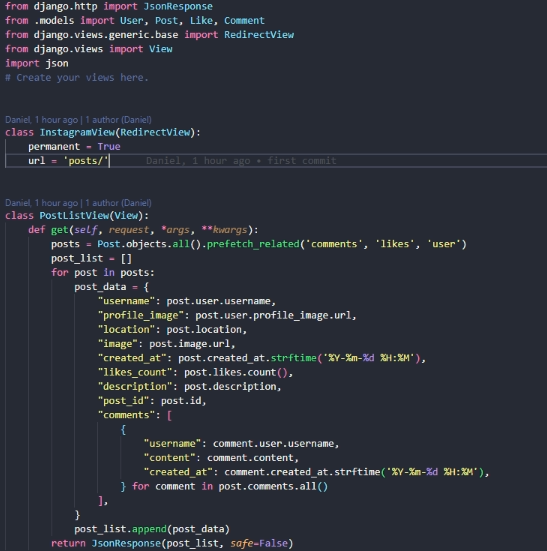 from django.http import JsonResponse
from .models import User, Post, Like, Comment
from django.views.generic.base import RedirectView
from django.views import View
import json
# Create your views here.
Daniel, 1 hour ago | 1 author (Daniel)
class InstagramView(RedirectView):
    permanent = True
    url = 'posts/'     Daniel, 1 hour ago • first commit
Daniel, 1 hour ago | 1 author (Daniel)
class PostListView(View):
    def get(self, request, *args, **kwargs):
        posts = Post.objects.all().prefetch_related('comments', 'likes', 'user')
        post_list = []
        for post in posts:
            post_data = {
                "username": post.user.username,
                "profile_image": post.user.profile_image.url,
                "location": post.location,
                "image": post.image.url,
                "created_at": post.created_at.strftime('%Y-%m-%d %H:%M'),
                "likes_count": post.likes.count(),
                "description": post.description,
                "post_id": post.id,
                "comments": [
                    {
                        "username": comment.user.username,
                        "content": comment.content,
                        "created_at": comment.created_at.strftime('%Y-%m-%d %H:%M'),
                    } for comment in post.comments.all()
                ],
            }
            post_list.append(post_data)
        return JsonResponse(post_list, safe=False)